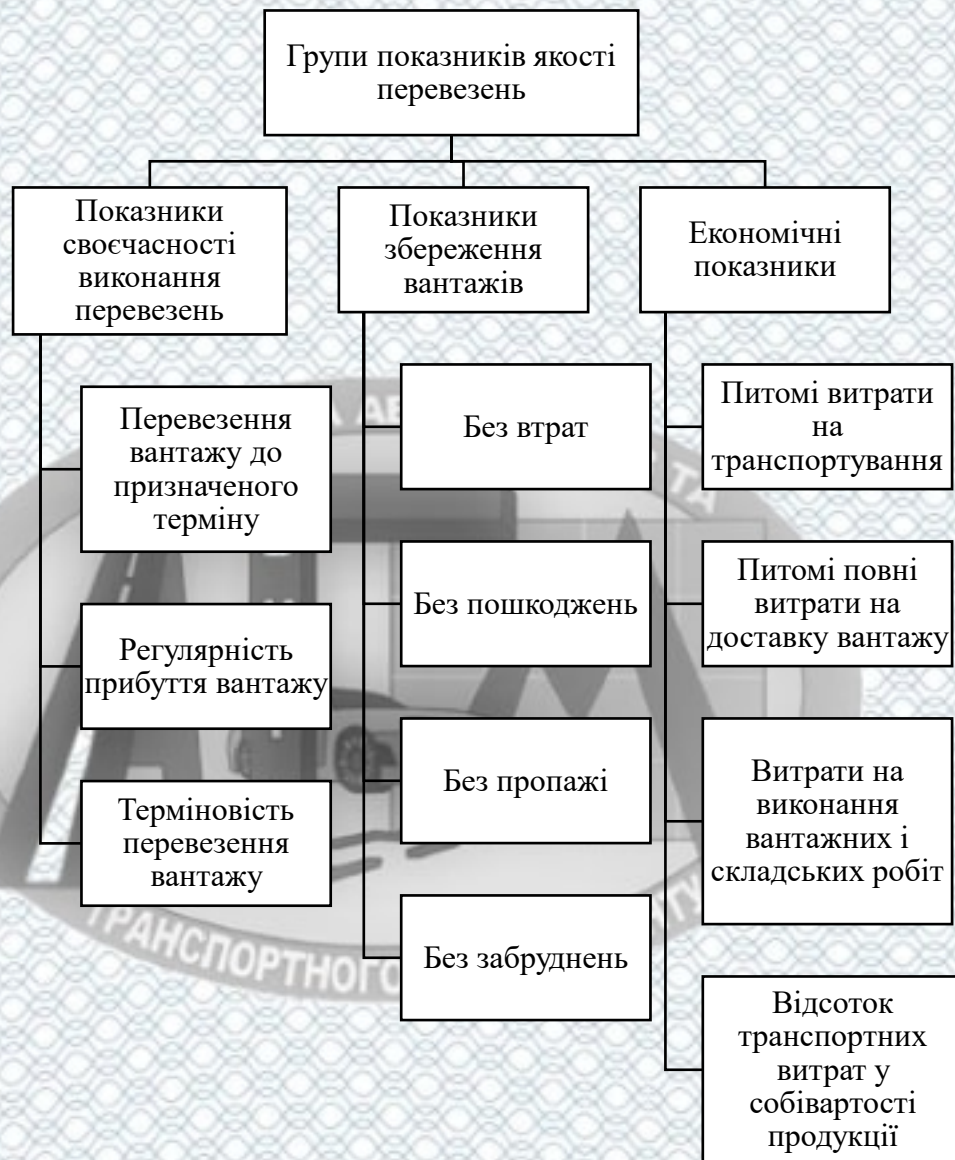 Групи показників якості
перевезень
Показники
своєчасності
виконання
перевезень
Перевезення
вантажу до
призначеного
терміну
Регулярність
прибуття вантажу
Терміновість
перевезення
вантажу
Показники
збереження
вантажів
Без втрат
Без пошкоджень
Без пропажі
Без забруднень
Економічні
показники
Питомі витрати
на
транспортування
Питомі повні
витрати на
доставку вантажу
Витрати на
виконання
вантажних і
складських робіт
Відсоток
транспортних
витрат у
собівартості
продукції
ТРАНСПОРТНОГО